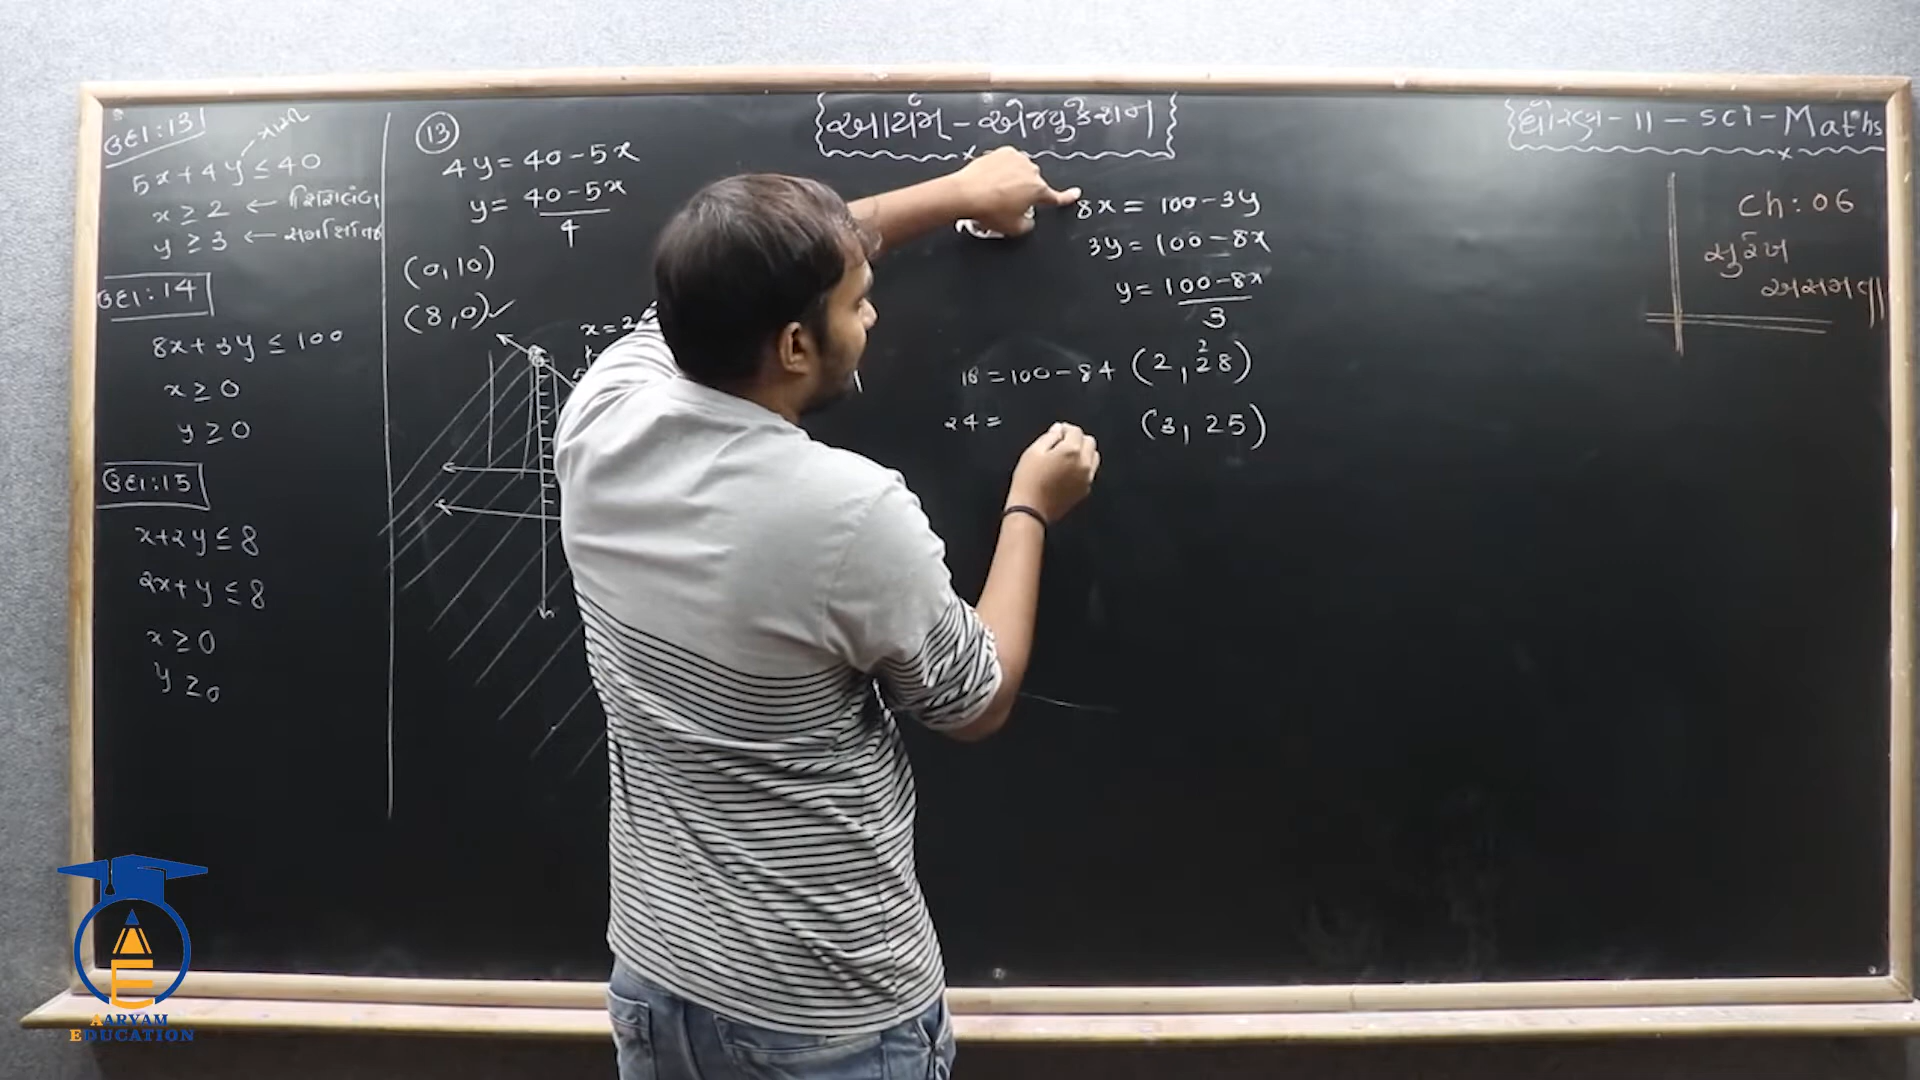 ઉદા:13
5x+4y ≤ 40
x ≥ 2 ←
y ≥ 3 ←
ઉદા:14
8x+3y ≤ 100
x ≥ 0
y ≥ 0
ઉદા:15
x+2y ≤ 8
2x+y ≤ 8
x ≥ 0
y ≥ 0
13
4y = 40-5x
y = 40-5x
4
(0,10)
(8,0)✓
x=2
આર્યમ - એજ્યુકેશન
8x = 100-3y
3y = 100-8x
y = 100-8x
3
16 = 100-84 (2, 28)
2
24 = (3, 25)
ધોરણ-11-sci-Maths
Ch:06
સુરેખ
અસમતા
AARYAM
EDUCATION